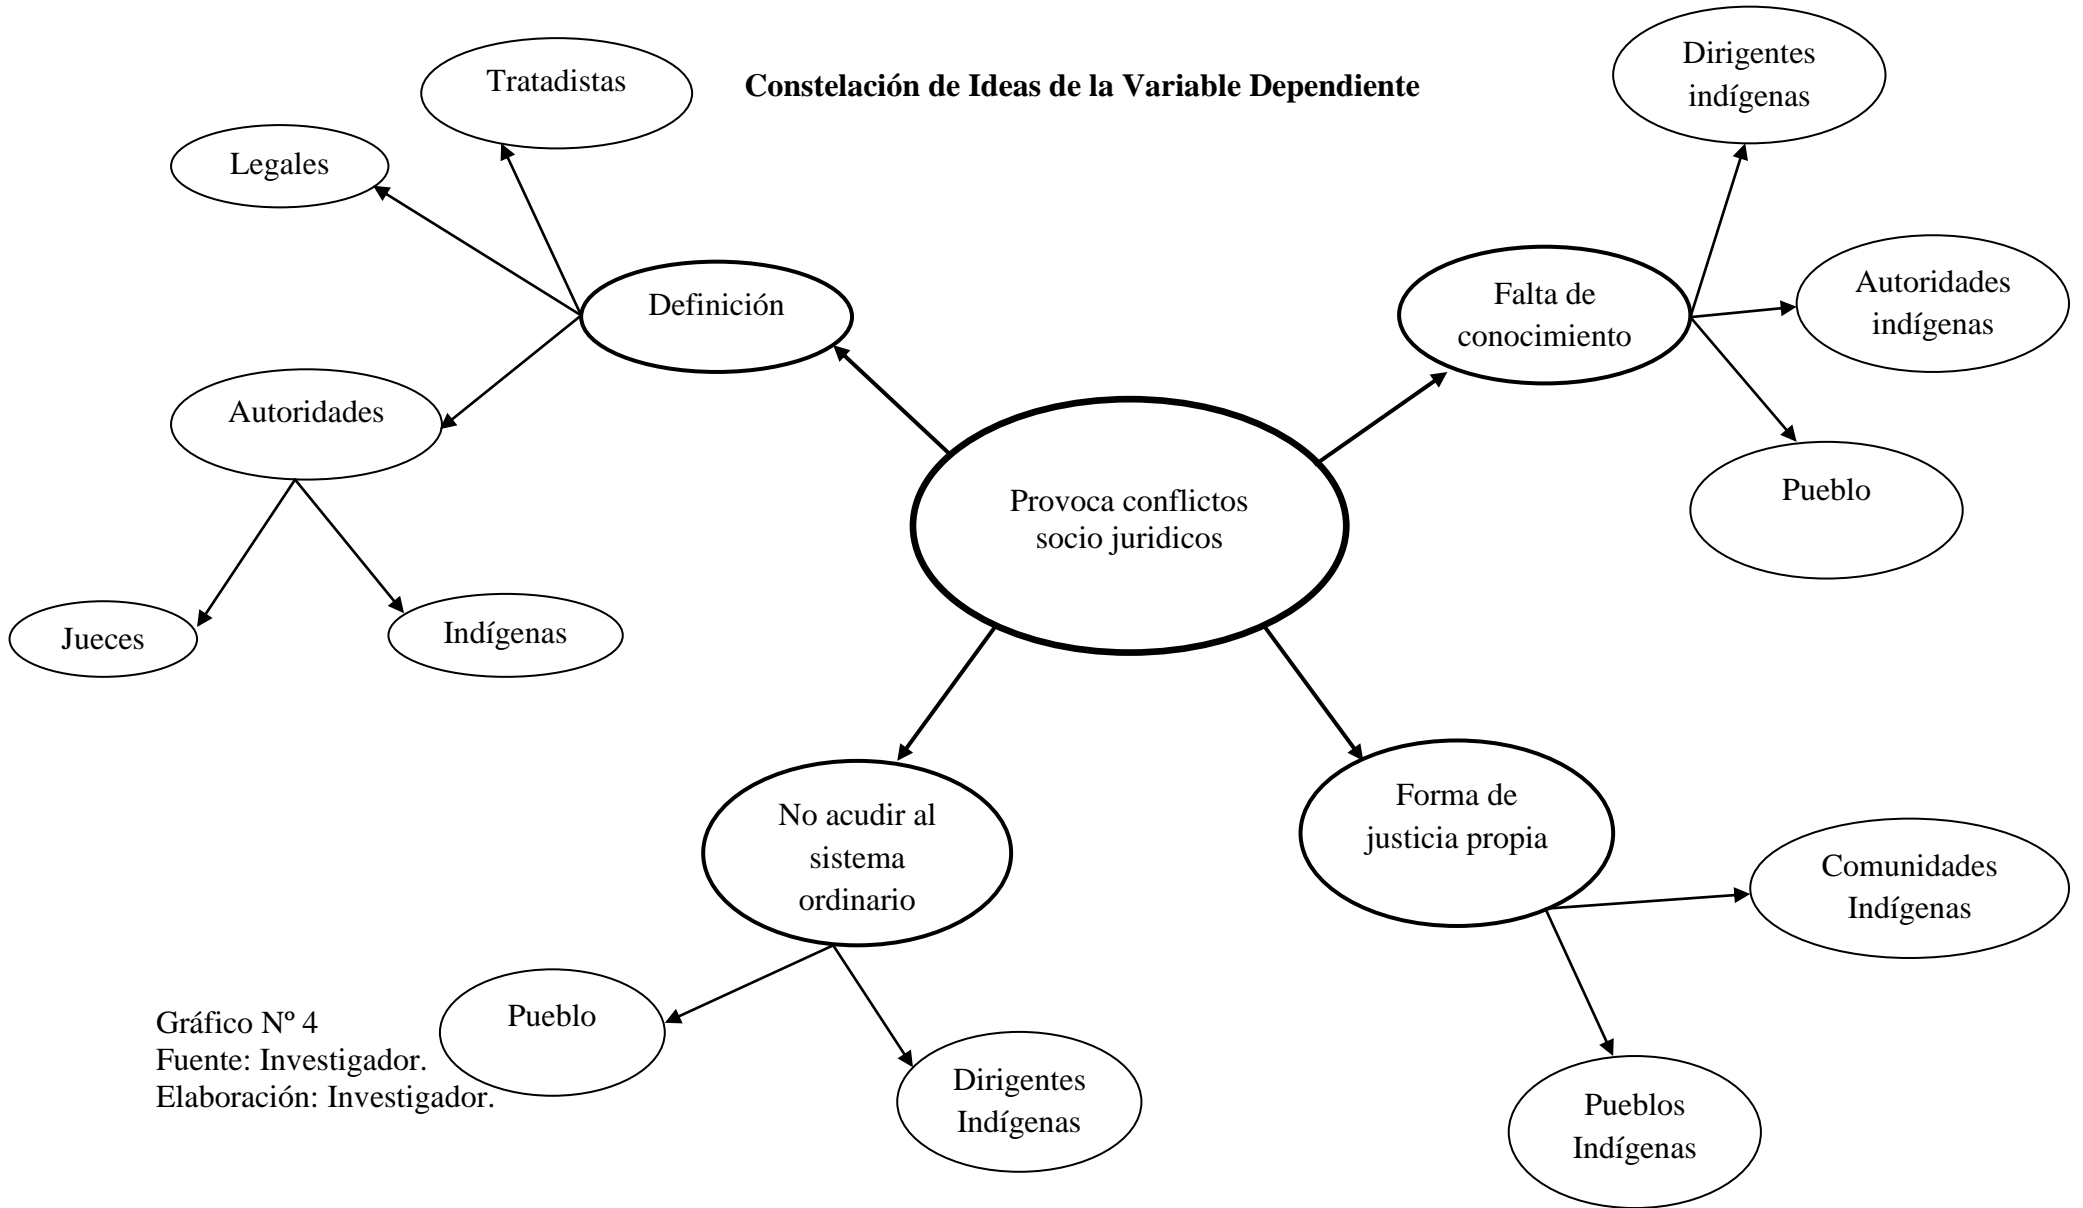 Constelación de Ideas de la Variable Dependiente
Tratadistas
Legales
Definición
Autoridades
Jueces
Indígenas
Dirigentes
indígenas
Falta de
conocimiento
Autoridades
indígenas
Pueblo
Provoca conflictos
socio juridicos
No acudir al
sistema
ordinario
Pueblo
Dirigentes
Indígenas
Forma de
justicia propia
Comunidades
Indígenas
Pueblos
Indígenas
Gráfico Nº 4
Fuente: Investigador.
Elaboración: Investigador.